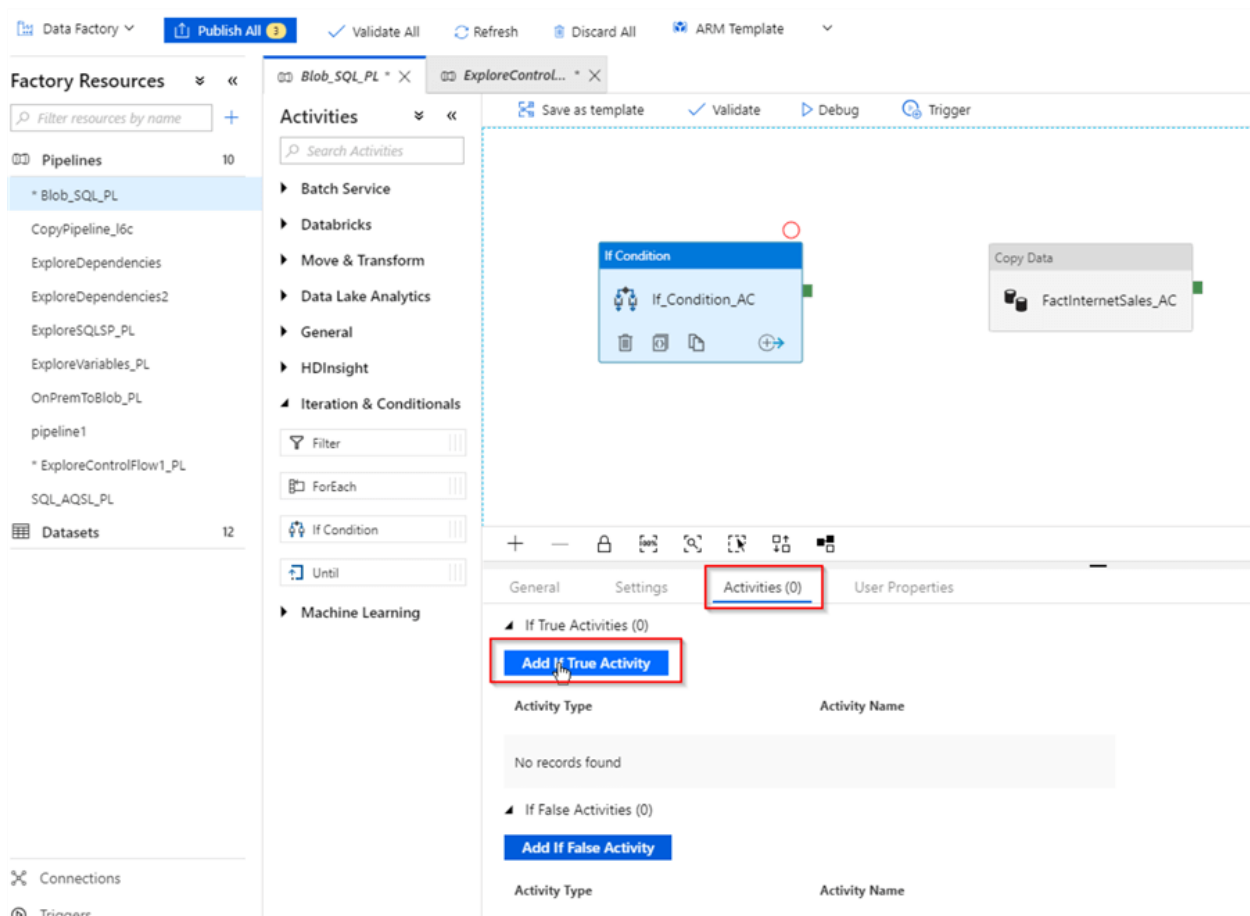 Data Factory
Publish All 3
Validate All
Refresh
Discard All
ARM Template
Factory Resources
Filter resources by name
Pipelines 10
* Blob_SQL_PL
CopyPipeline_l6c
ExploreDependencies
ExploreDependencies2
ExploreSQLSP_PL
ExploreVariables_PL
OnPremToBlob_PL
pipeline1
* ExploreControlFlow1_PL
SQL_AQSL_PL
Datasets 12
Connections
Triggers
Blob_SQL_PL *
ExploreControl... *
Activities
Search Activities
Batch Service
Databricks
Move & Transform
Data Lake Analytics
General
HDInsight
Iteration & Conditionals
Filter
ForEach
If Condition
Until
Machine Learning
Save as template
Validate
Debug
Trigger
If Condition
If_Condition_AC
Copy Data
FactInternetSales_AC
100%
General
Settings
Activities (0)
User Properties
If True Activities (0)
Add If True Activity
Activity Type
Activity Name
No records found
If False Activities (0)
Add If False Activity
Activity Type
Activity Name